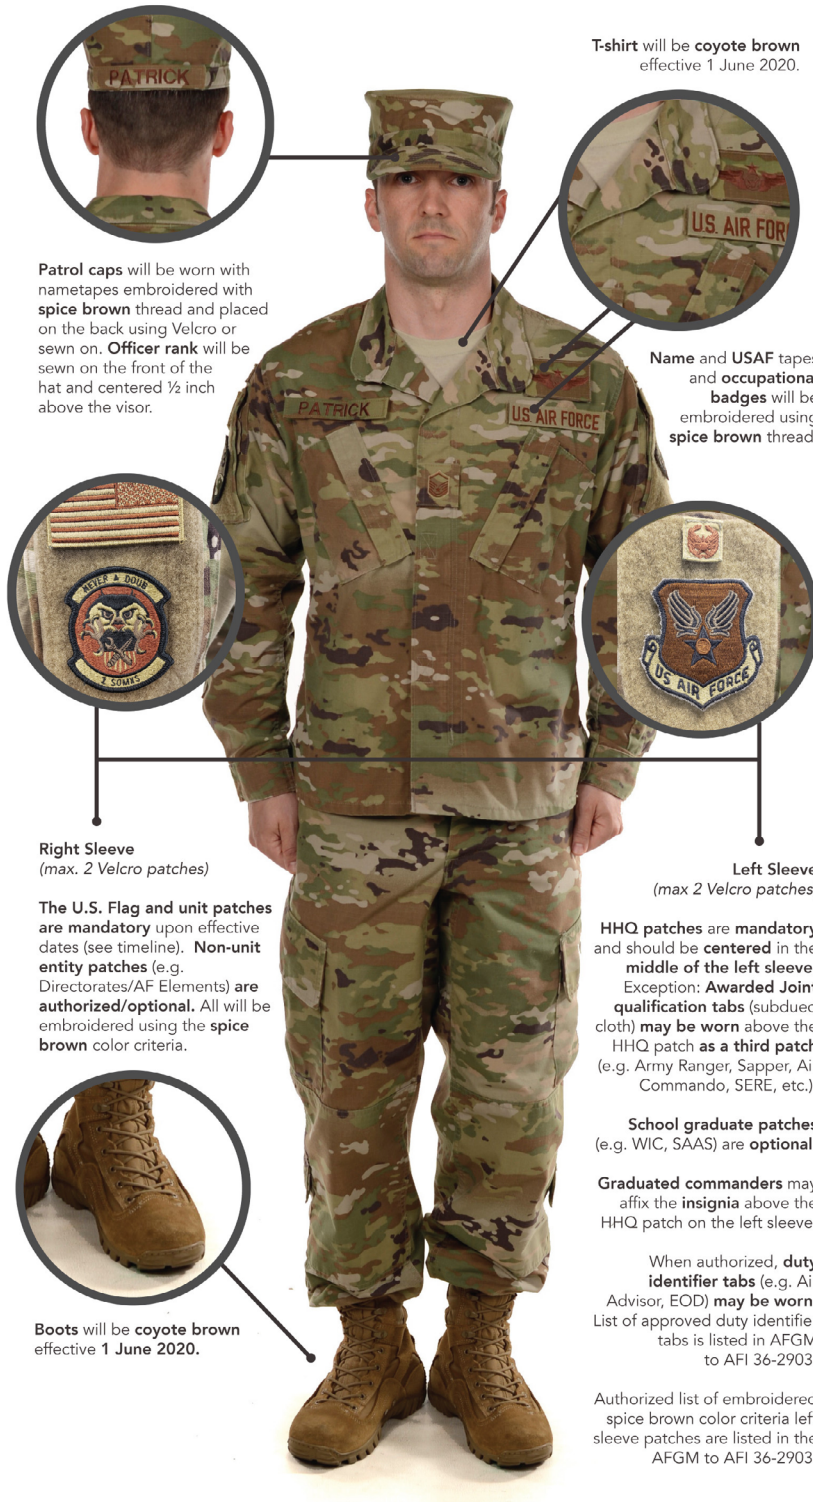 PATRICK
T-shirt will be coyote brown
effective 1 June 2020.
U.S. AIR FOR
Patrol caps will be worn with
nametapes embroidered with
spice brown thread and placed
on the back using Velcro or
sewn on. Officer rank will be
sewn on the front of the
hat and centered ½ inch
above the visor.
Name and USAF tapes
and occupationa
badges will be
embroidered using
spice brown thread
PATRICK
U.S. AIR FORCE
MEYER & DOUB
2 SOMXS
US AIR FORCE
Right Sleeve
(max. 2 Velcro patches)
The U.S. Flag and unit patches
are mandatory upon effective
dates (see timeline). Non-unit
entity patches (e.g.
Directorates/AF Elements) are
authorized/optional. All will be
embroidered using the spice
brown color criteria.
Left Sleeve
(max 2 Velcro patches
HHQ patches are mandatory
and should be centered in the
middle of the left sleeve
Exception: Awarded Joint
qualification tabs (subdued
cloth) may be worn above the
HHQ patch as a third patch
(e.g. Army Ranger, Sapper, Ai
Commando, SERE, etc.)
School graduate patches
(e.g. WIC, SAAS) are optional
Graduated commanders may
affix the insignia above the
HHQ patch on the left sleeve
When authorized, duty
identifier tabs (e.g. Ai
Advisor, EOD) may be worn
List of approved duty identifie
tabs is listed in AFGM
to AFI 36-2903
Authorized list of embroidered
spice brown color criteria left
sleeve patches are listed in the
AFGM to AFI 36-2903
Boots will be coyote brown
effective 1 June 2020.